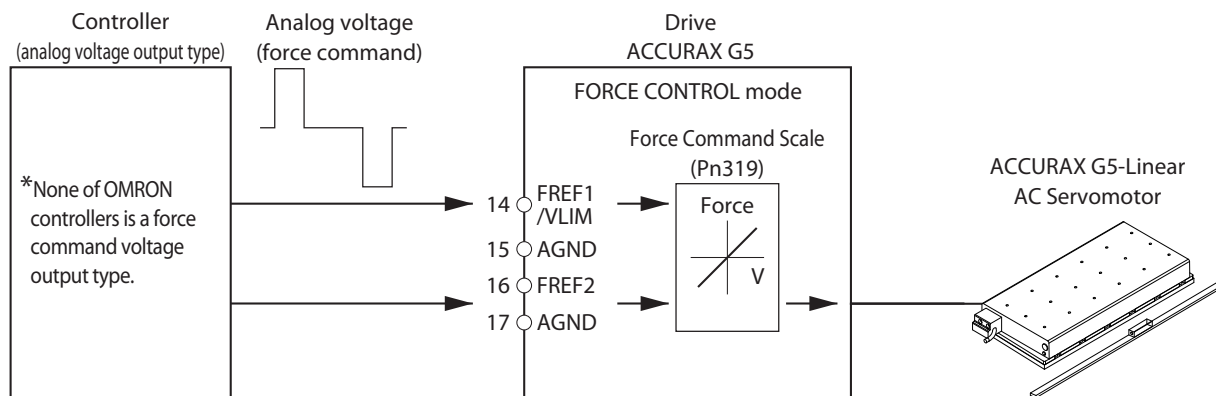 Controller
(analog voltage output type)
Analog voltage
(force command)
Drive
ACCURAX G5
FORCE CONTROL mode
Force Command Scale
(Pn319)
ACCURAX G5-Linear
AC Servomotor
*None of OMRON
controllers is a force
command voltage
output type.
14 FREF1
/VLIM
15 AGND
16 FREF2
17 AGND
Force
V